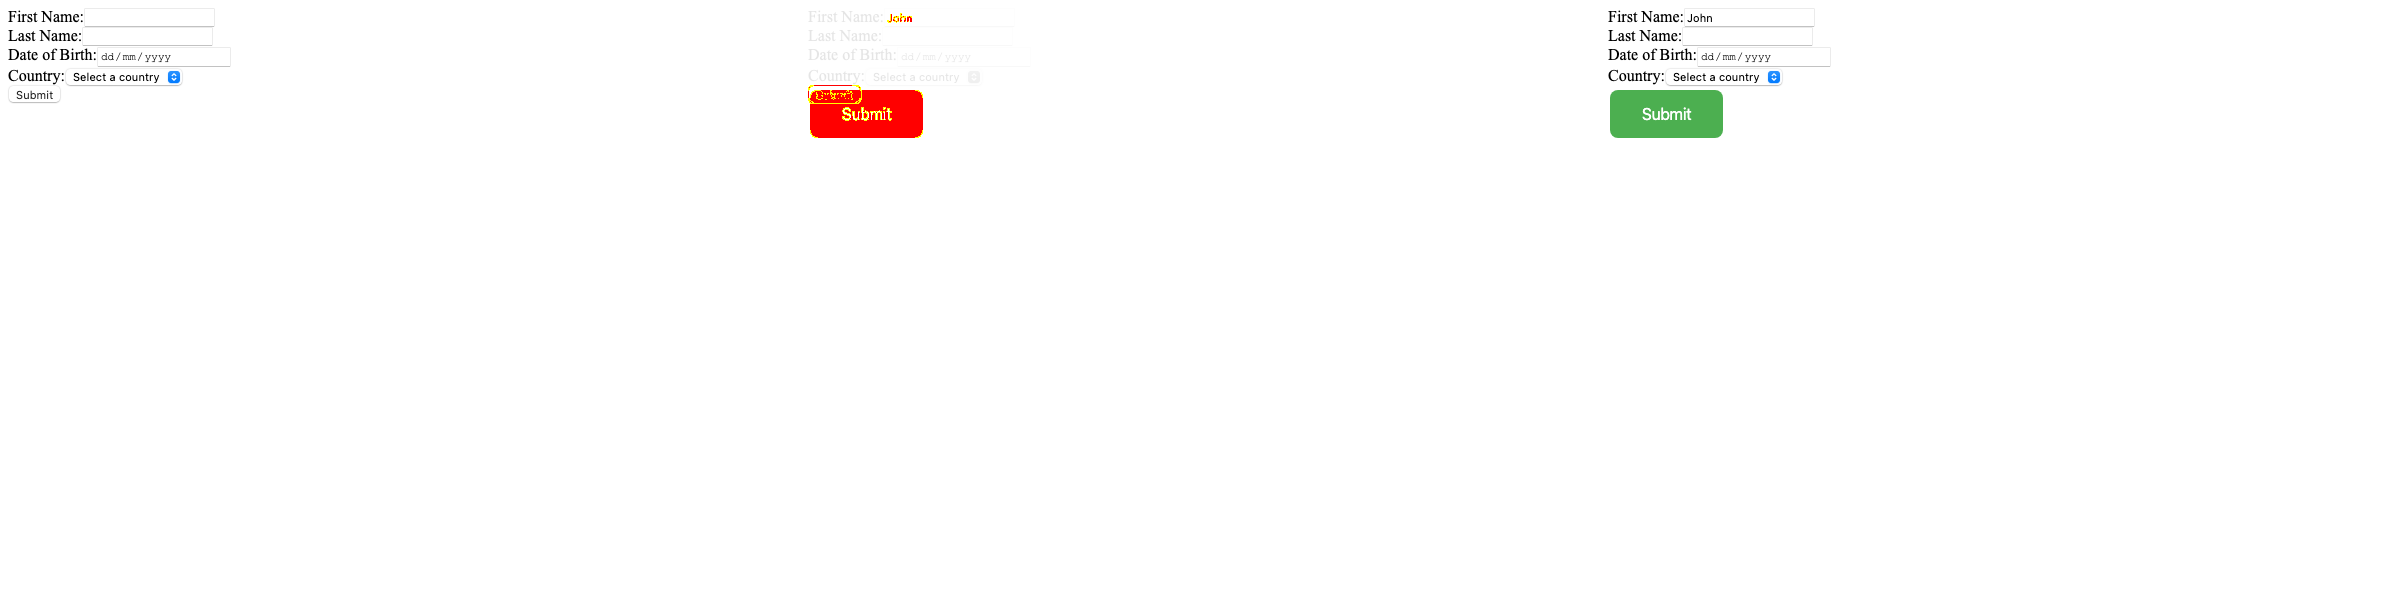 First Name:
Last Name:
Date of Birth: dd/mm/yyyy
Country: Select a country
Submit
First Name: John
Last Name:
Date of Birth: dd/mm/yyyy
Country: Select a country
Submit
Submit
First Name: John
Last Name:
Date of Birth: dd/mm/yyyy
Country: Select a country
Submit